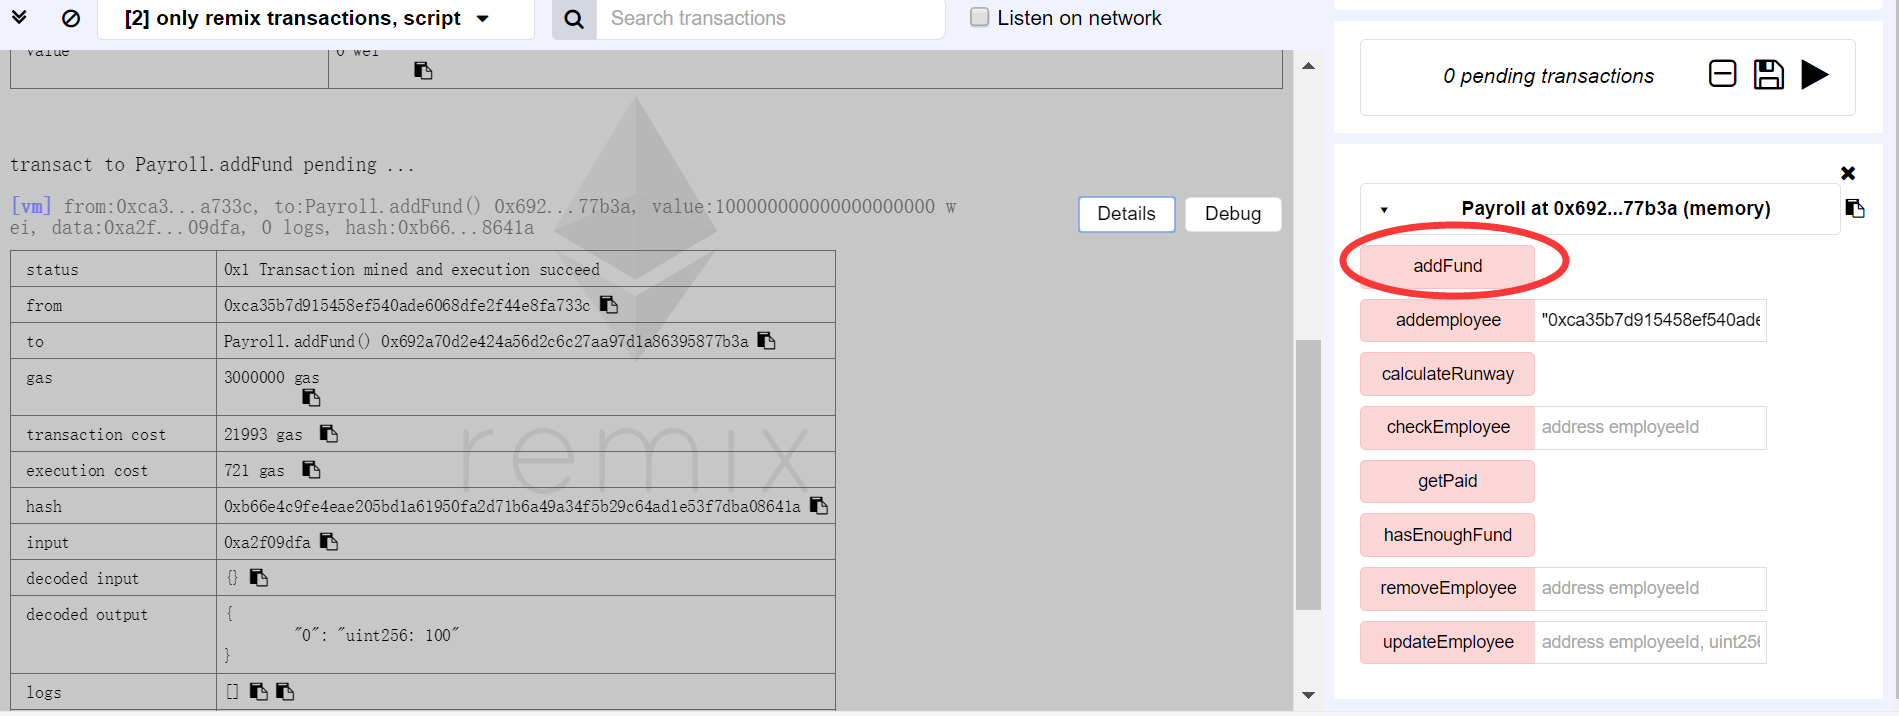 [2] only remix transactions, script
Search transactions
Listen on network
value 0 wei
transact to Payroll.addFund pending ...
[vm] from:0xca3...a733c, to:Payroll.addFund() 0x692...77b3a, value:100000000000000000000 w
ei, data:0xa2f...09dfa, 0 logs, hash:0xb66...8641a
Details
Debug
status 0x1 Transaction mined and execution succeed
from 0xca35b7d915458ef540ade6068dfe2f44e8fa733c
to Payroll.addFund() 0x692a70d2e424a56d2c6c27aa97d1a86395877b3a
gas 3000000 gas
transaction cost 21993 gas
execution cost 721 gas
hash 0xb66e4c9fe4eae205bd1a61950fa2d71b6a49a34f5b29c64ad1e53f7dba08641a
input 0xa2f09dfa
decoded input {}
decoded output {
"0": "uint256: 100"
}
logs []
remix
0 pending transactions
Payroll at 0x692...77b3a (memory)
addFund
addemployee "0xca35b7d915458ef540ade
calculateRunway
checkEmployee address employeeId
getPaid
hasEnoughFund
removeEmployee address employeeId
updateEmployee address employeeId, uint256